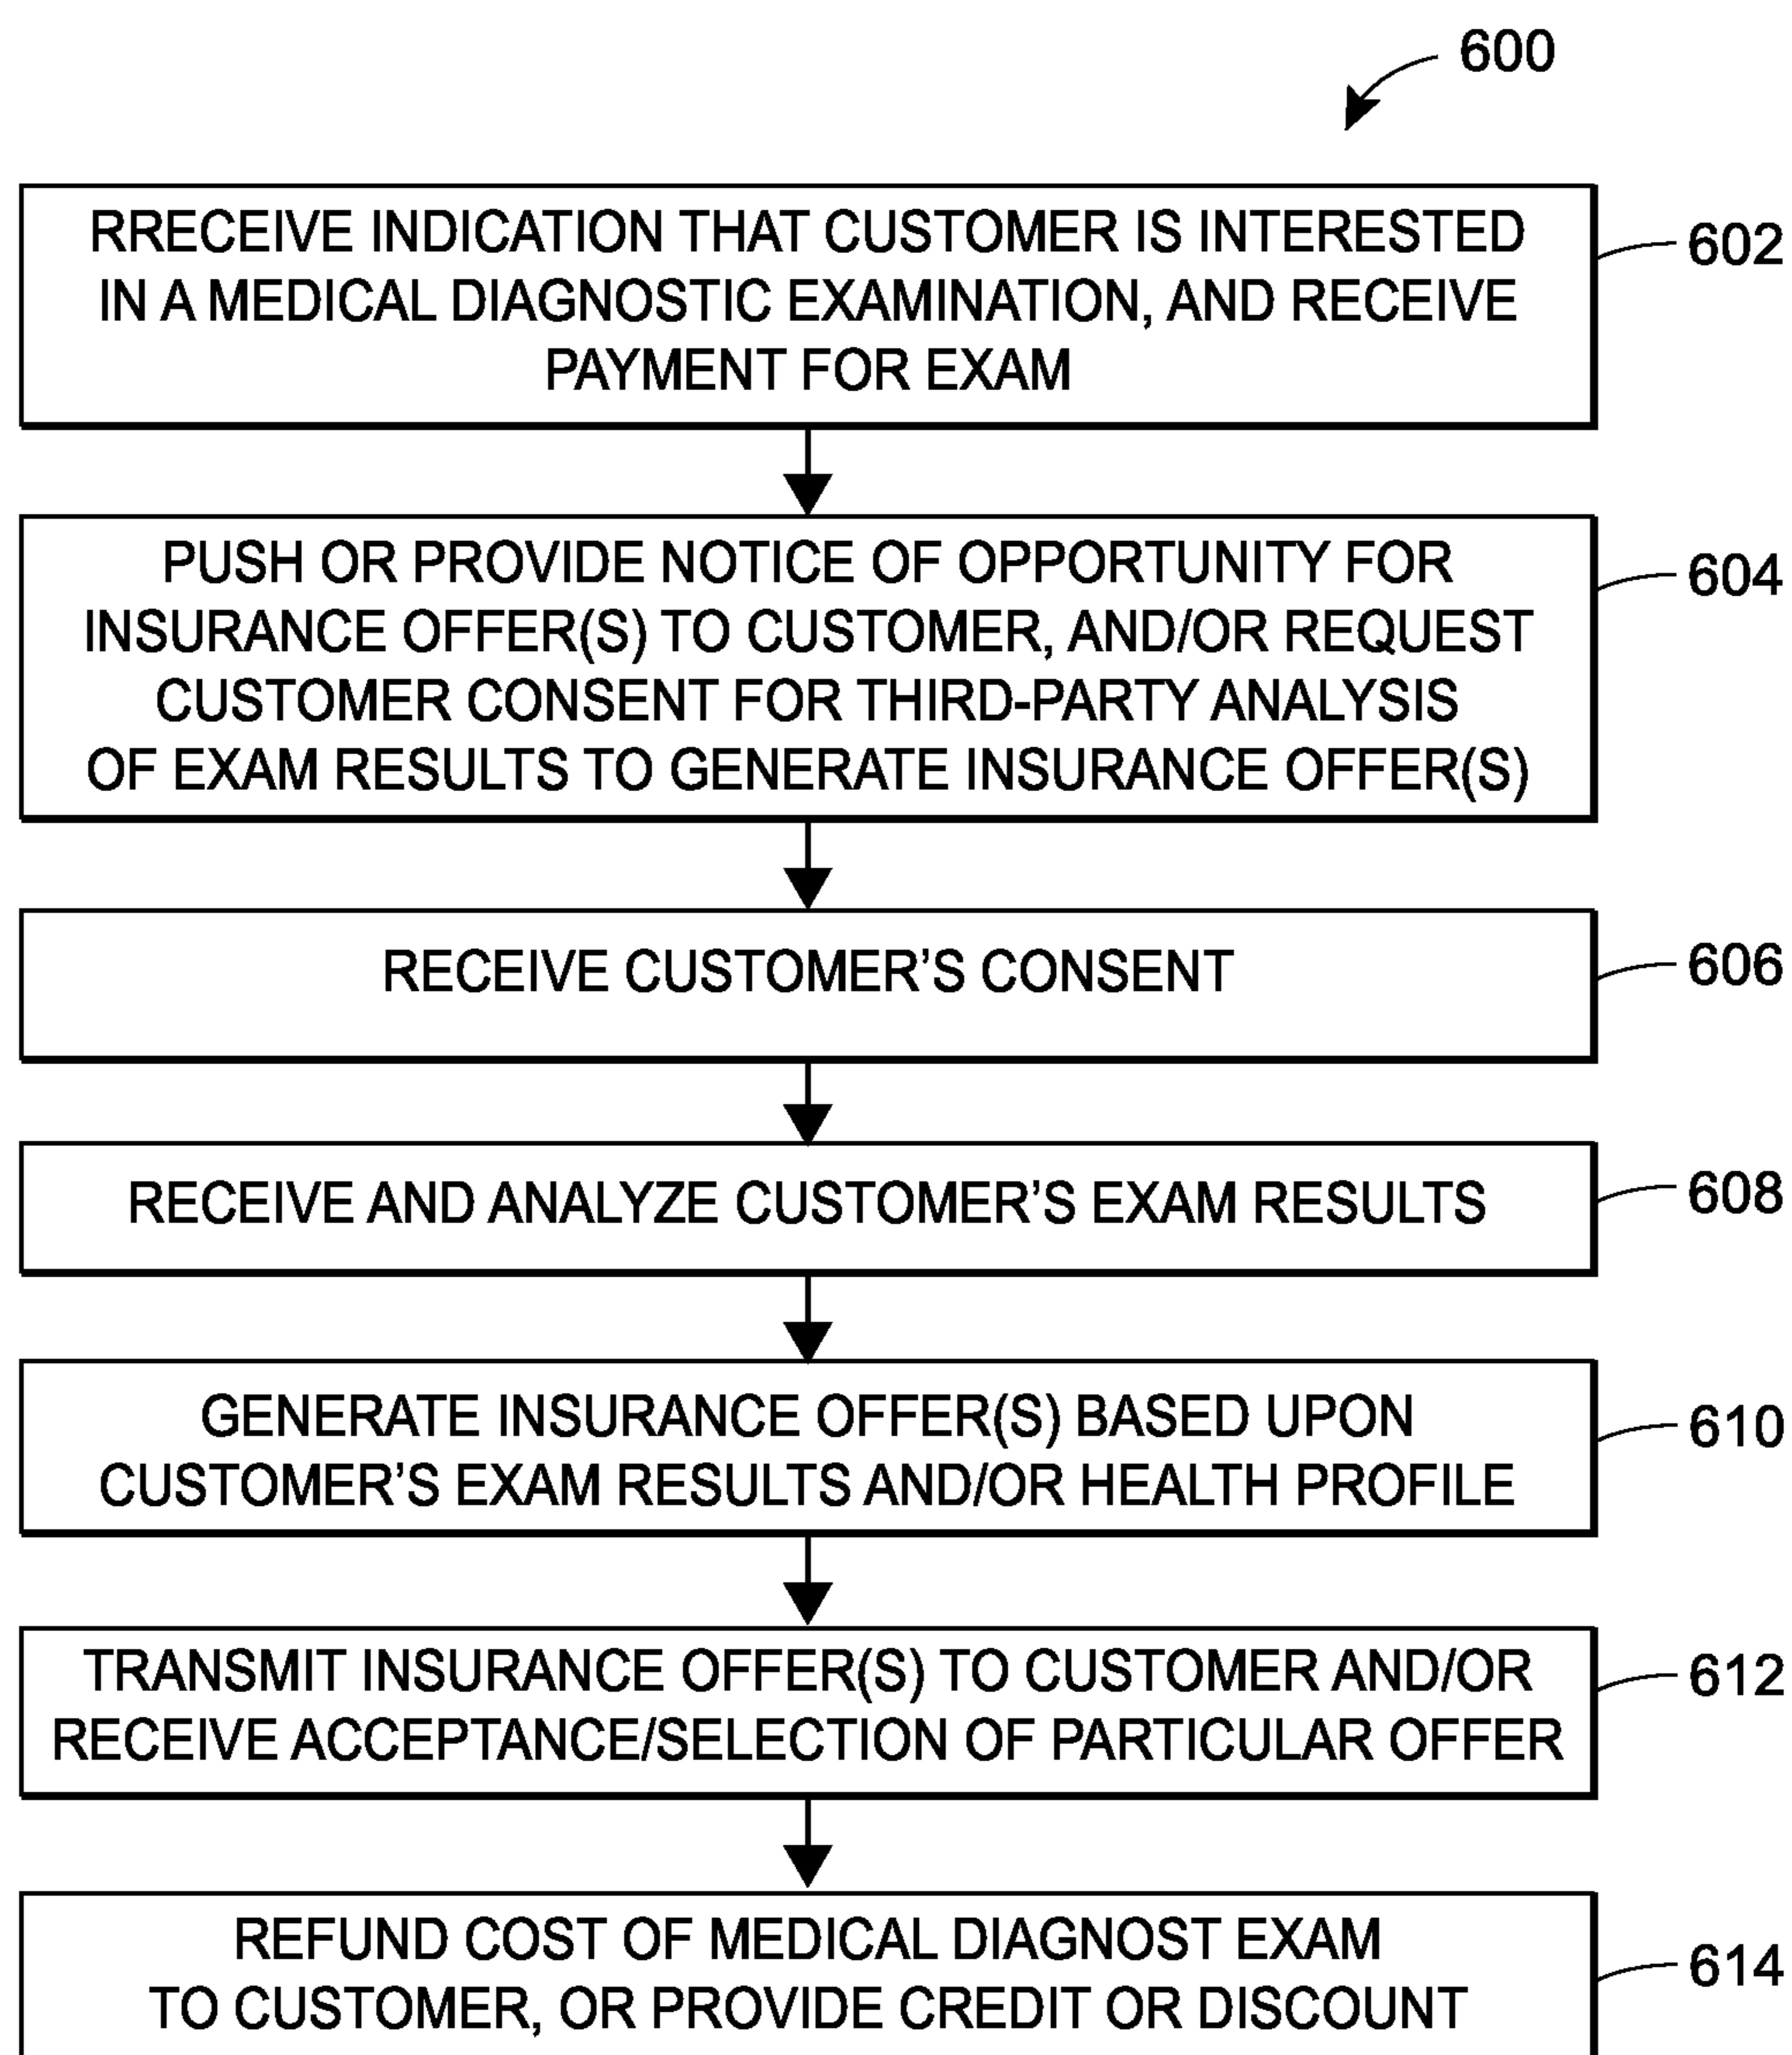 600
RRECEIVE INDICATION THAT CUSTOMER IS INTERESTED
IN A MEDICAL DIAGNOSTIC EXAMINATION, AND RECEIVE
PAYMENT FOR EXAM
602
PUSH OR PROVIDE NOTICE OF OPPORTUNITY FOR
INSURANCE OFFER(S) TO CUSTOMER, AND/OR REQUEST
CUSTOMER CONSENT FOR THIRD-PARTY ANALYSIS
OF EXAM RESULTS TO GENERATE INSURANCE OFFER(S)
604
RECEIVE CUSTOMER’S CONSENT
606
RECEIVE AND ANALYZE CUSTOMER’S EXAM RESULTS
608
GENERATE INSURANCE OFFER(S) BASED UPON
CUSTOMER’S EXAM RESULTS AND/OR HEALTH PROFILE
610
TRANSMIT INSURANCE OFFER(S) TO CUSTOMER AND/OR
RECEIVE ACCEPTANCE/SELECTION OF PARTICULAR OFFER
612
REFUND COST OF MEDICAL DIAGNOST EXAM
TO CUSTOMER, OR PROVIDE CREDIT OR DISCOUNT
614